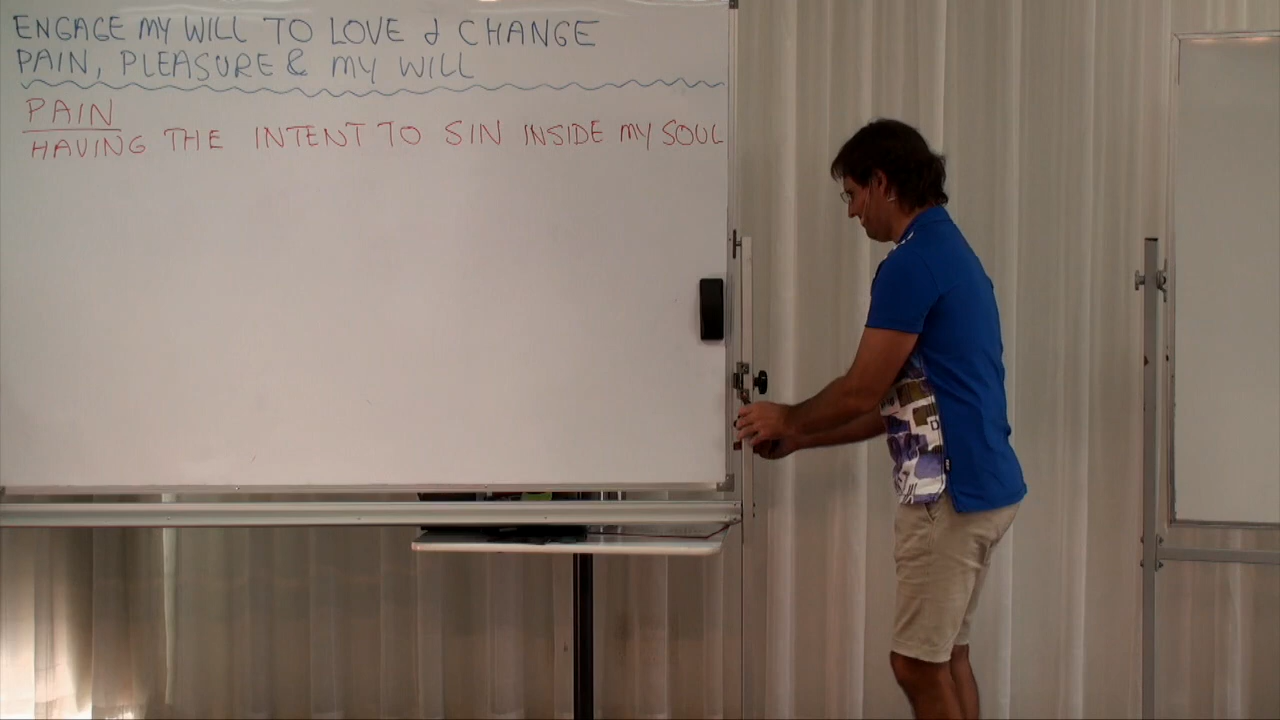 ENGAGE MY WILL TO LOVE & CHANGE
PAIN, PLEASURE & MY WILL
PAIN
HAVING THE INTENT TO SIN INSIDE MY SOUL